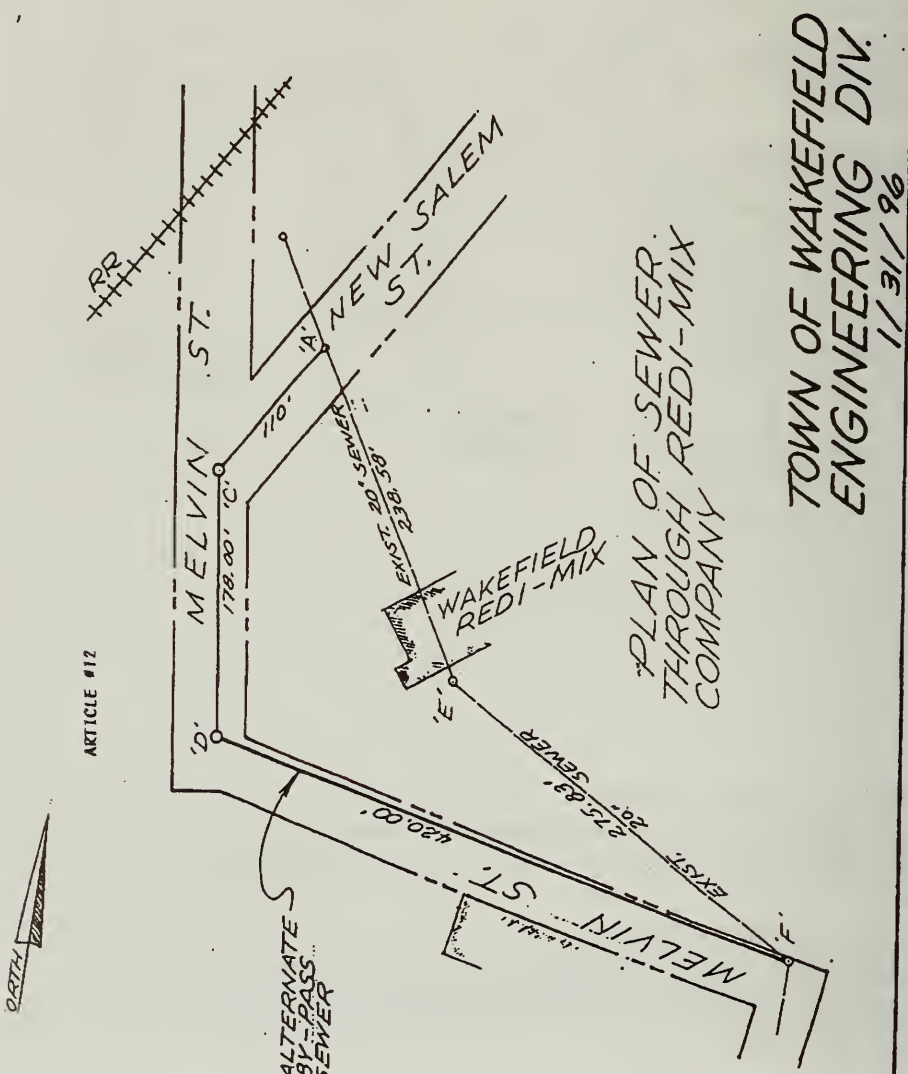 ARTICLE #12
ORTH
RR
MELVIN ST.
NEW SALEM
ST.
'A'
110'
'C'
178.00'
'D'
EXIST. 20" SEWER
238.58'
WAKEFIELD
REDI-MIX
'E'
EXIST. 20" SEWER
275.83'
420.00'
MELVIN ST.
'F'
ALTERNATE
BY-PASS
SEWER
PLAN OF SEWER
THROUGH REDI-MIX
COMPANY
TOWN OF WAKEFIELD
ENGINEERING DIV.
1/31/96